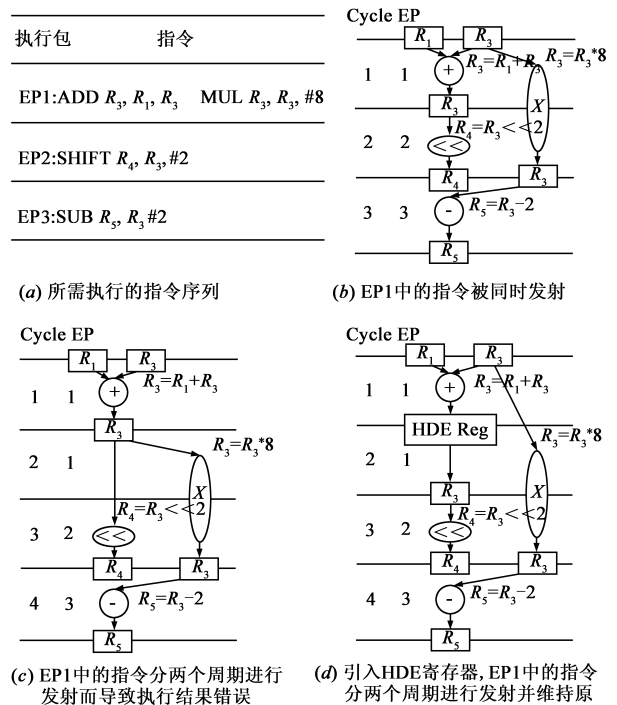 执行包 指令
EP1:ADD R3, R1, R3 MUL R3, R3, #8
EP2:SHIFT R4, R3,#2
EP3:SUB R5, R3 #2
(a) 所需执行的指令序列
Cycle EP
R1 R3
R3=R1+R3
R3=R3*8
1 1
+
R3
X
R4=R3<<2
2 2
<<
R4
R3
3 3
-
R5=R3-2
R5
(b) EP1中的指令被同时发射
Cycle EP
R1 R3
R3=R1+R3
1 1
+
R3
R3=R3*8
2 1
X
R4=R3<<2
3 2
<<
R4
R3
4 3
-
R5=R3-2
R5
(c) EP1中的指令分两个周期进行
发射而导致执行结果错误
Cycle EP
R1 R3
1 1
+
R3=R1+R3
HDE Reg
R3=R3*8
2 1
R3
X
R4=R3<<2
3 2
<<
R4
R3
4 3
-
R5=R3-2
R5
(d) 引入HDE寄存器, EP1中的指令
分两个周期进行发射并维持原